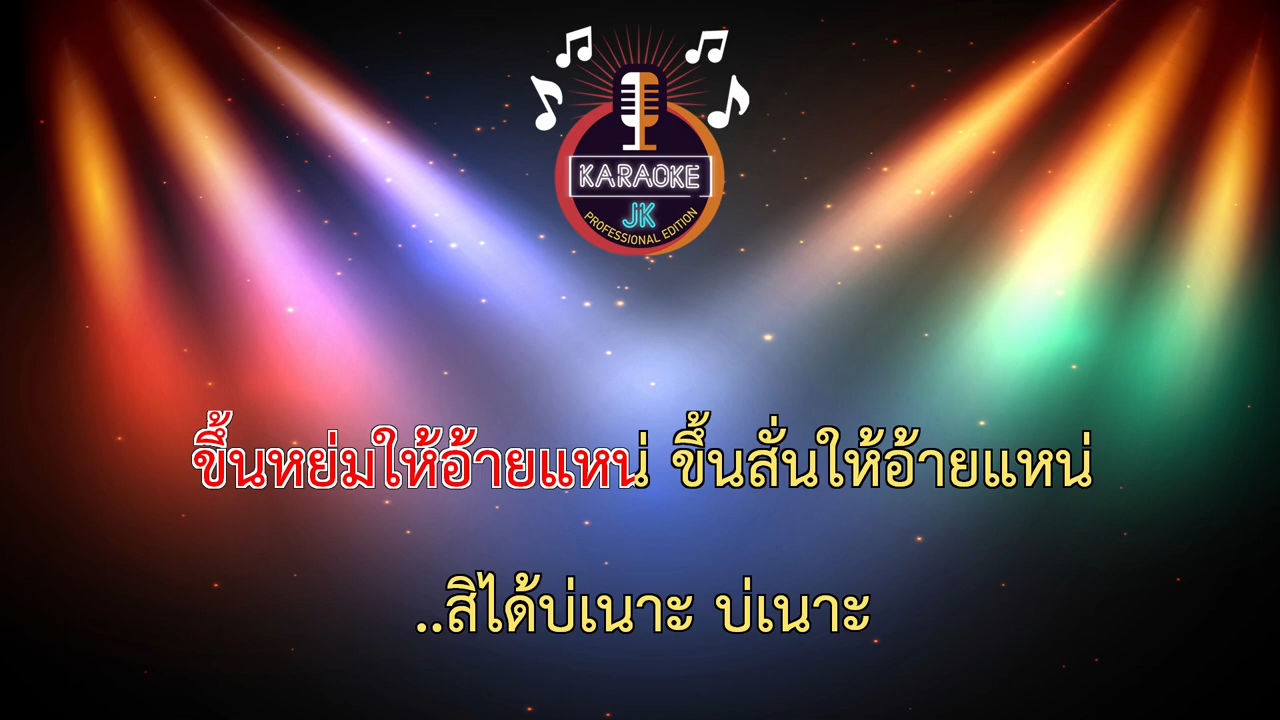 KARAOKE
JK
PROFESSIONAL EDITION
ขึ้นหย่มให้อ้ายแหน่ ขึ้นสั่นให้อ้ายแหน่
..สิได้บ่เนาะ บ่เนาะ